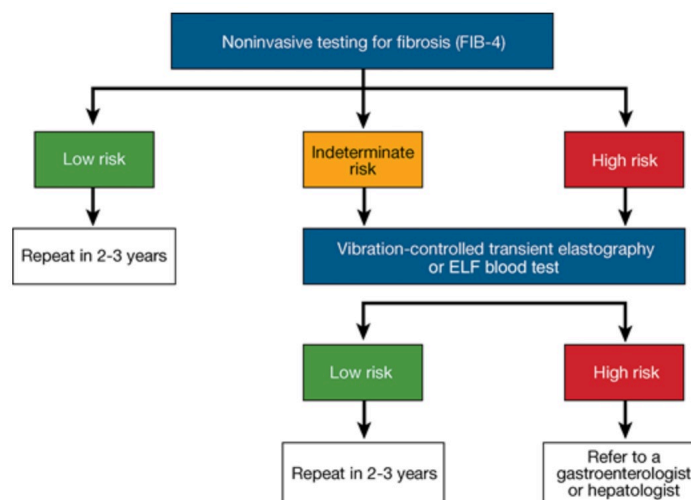 Noninvasive testing for fibrosis (FIB-4)
Low risk
Indeterminate
risk
High risk
Repeat in 2-3 years
Vibration-controlled transient elastography
or ELF blood test
Low risk
High risk
Repeat in 2-3 years
Refer to a
gastroenterologist
or hepatologist